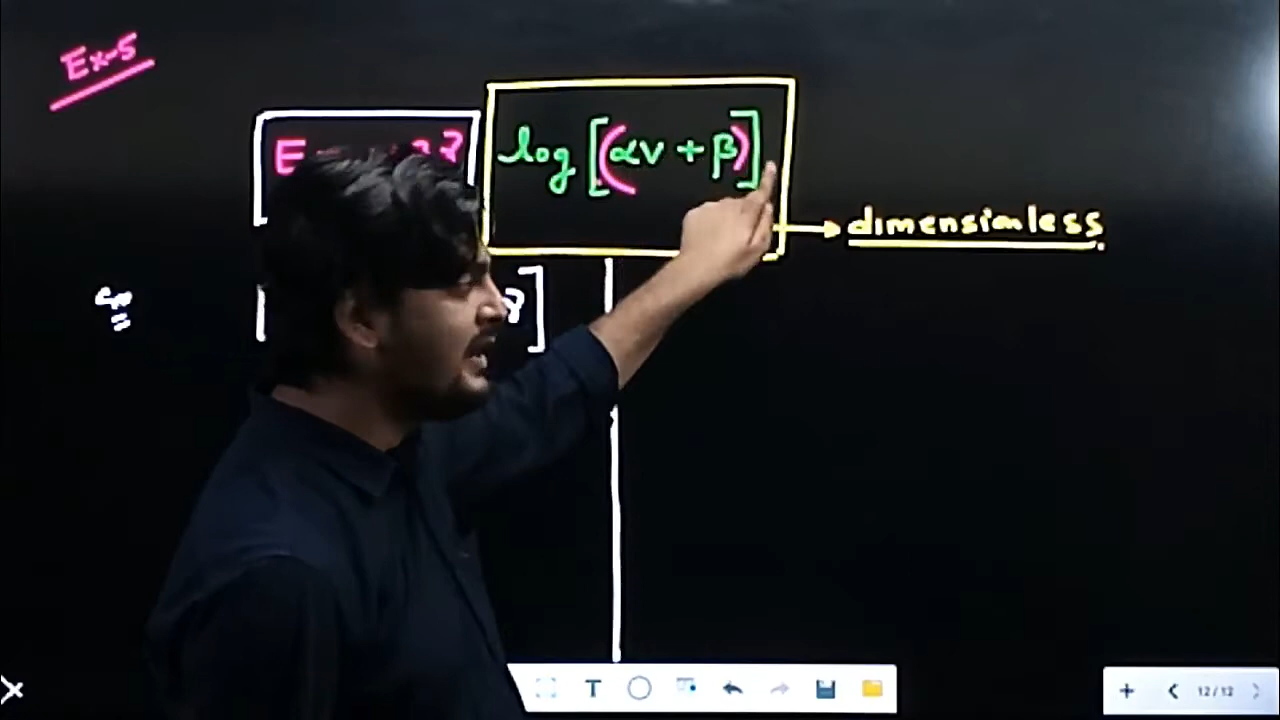 Ex-5
E
log [(αv + β)]
dimensionless
]
T
12/12